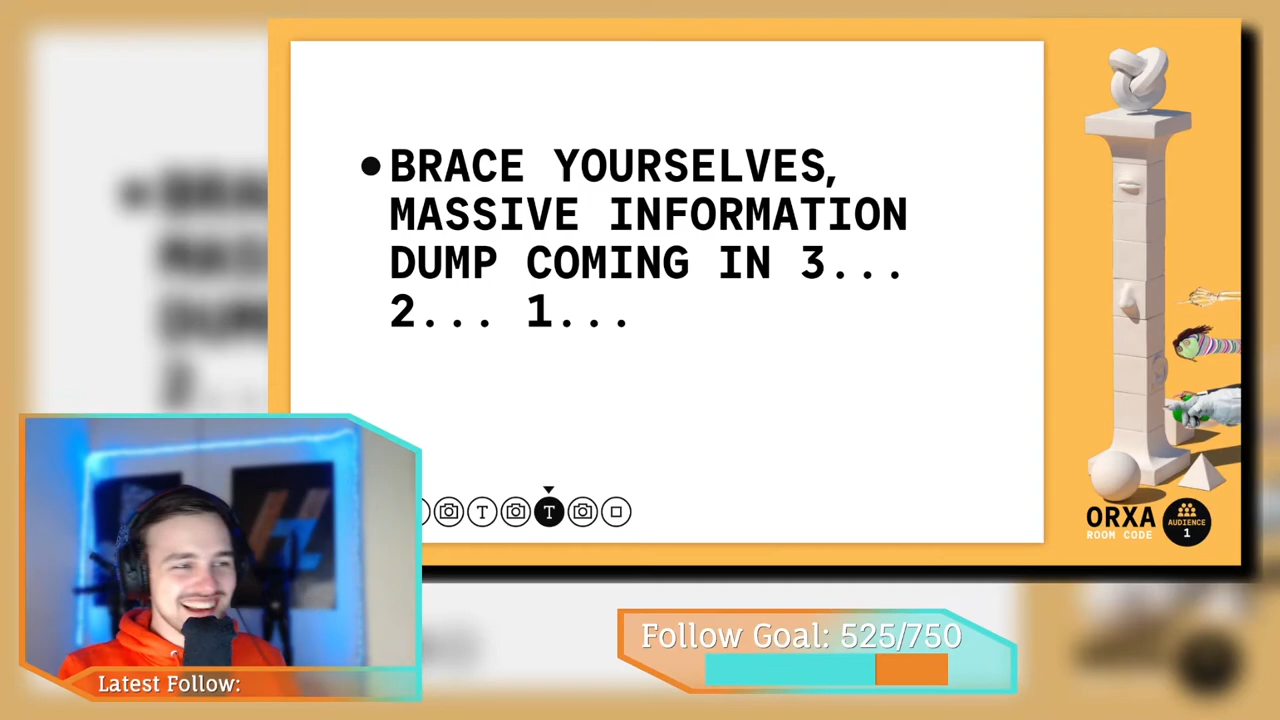 ●BRACE YOURSELVES,
MASSIVE INFORMATION
DUMP COMING IN 3...
2... 1...
T
T
ORXA
ROOM CODE
AUDIENCE
1
Follow Goal: 525/750
Latest Follow: